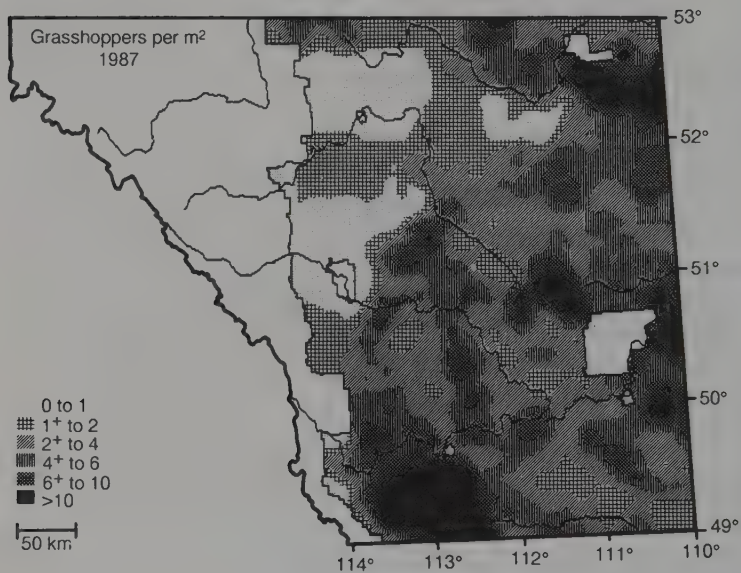 Grasshoppers per m²
1987
53°
52°
51°
50°
49°
0 to 1
1⁺ to 2
2⁺ to 4
4⁺ to 6
6⁺ to 10
>10
50 km
114°
113°
112°
111°
110°